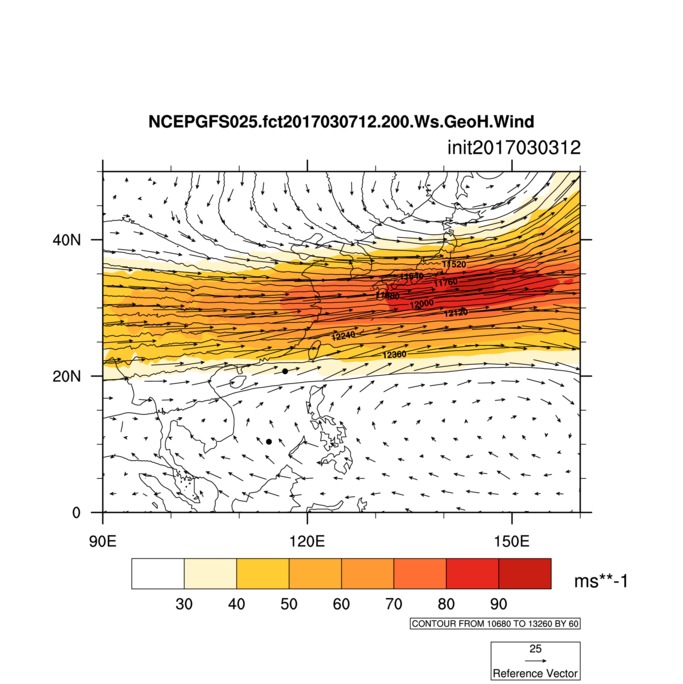 NCEPGFS025.fct2017030712.200.Ws.GeoH.Wind
init2017030312
40N
20N
0
90E 120E 150E
11520
11640
11760
11880
12000
12120
12240
12360
30 40 50 60 70 80 90
ms**-1
CONTOUR FROM 10680 TO 13260 BY 60
25
Reference Vector